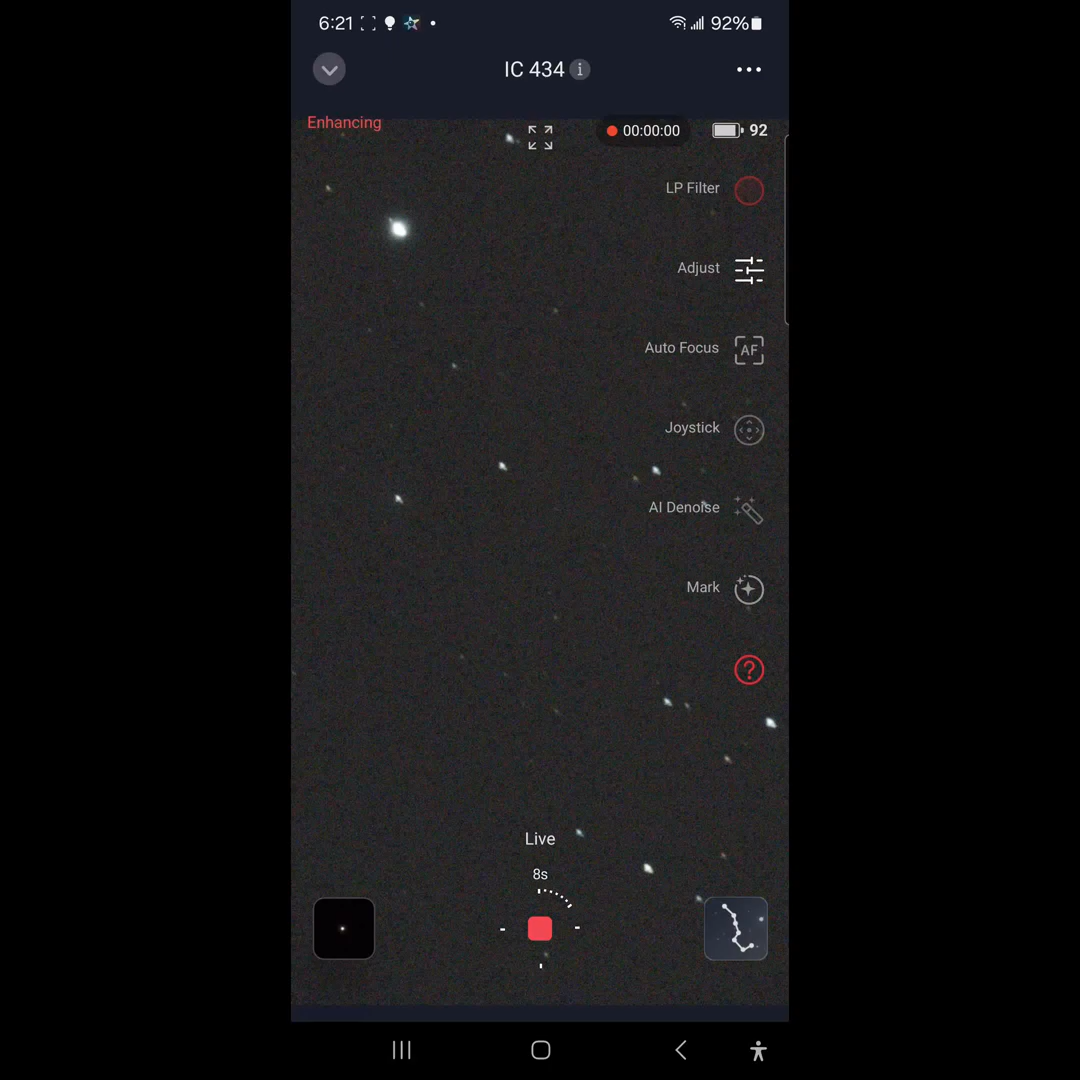 6:21 92%
IC 434
Enhancing
00:00:00 92
LP Filter
Adjust
Auto Focus AF
Joystick
AI Denoise
Mark
?
Live
8s